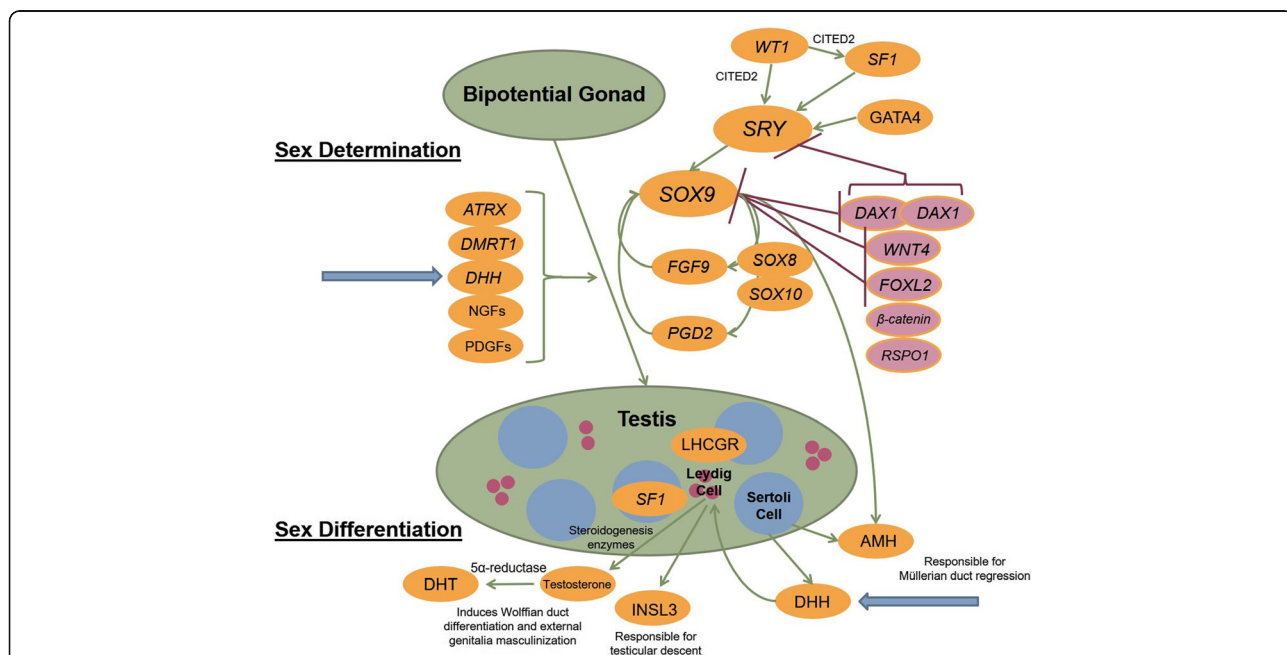 WT1
CITED2
SF1
CITED2
Bipotential Gonad
GATA4
SRY
Sex Determination
SOX9
ATRX
DMRT1
DHH
NGFs
PDGFs
DAX1
DAX1
WNT4
FOXL2
β-catenin
RSPO1
FGF9
SOX8
SOX10
PGD2
Testis
LHCGR
Leydig
Cell
SF1
Sertoli
Cell
Sex Differentiation
Steroidogenesis
enzymes
AMH
Responsible for
Müllerian duct regression
5α-reductase
DHT
Testosterone
INSL3
DHH
Induces Wolffian duct
differentiation and external
genitalia masculinization
Responsible for
testicular descent